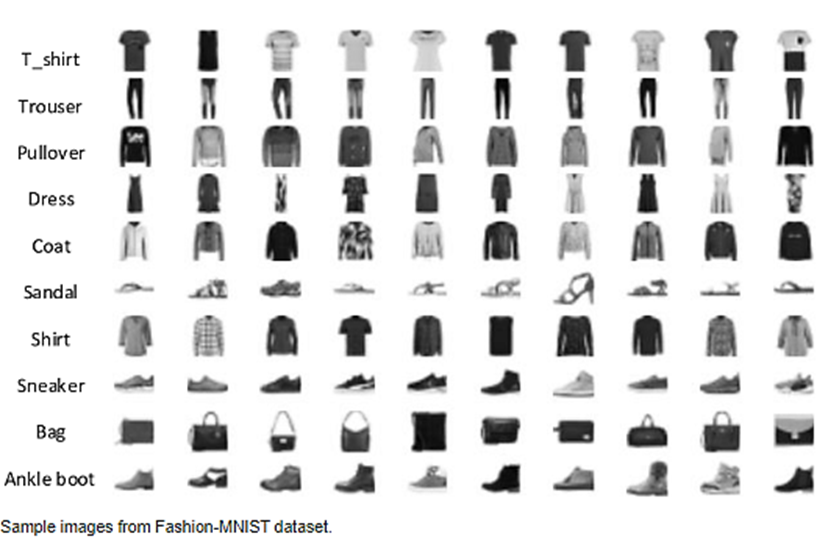 T_shirt
Trouser
Pullover
Dress
Coat
Sandal
Shirt
Sneaker
Bag
Ankle boot
Sample images from Fashion-MNIST dataset.